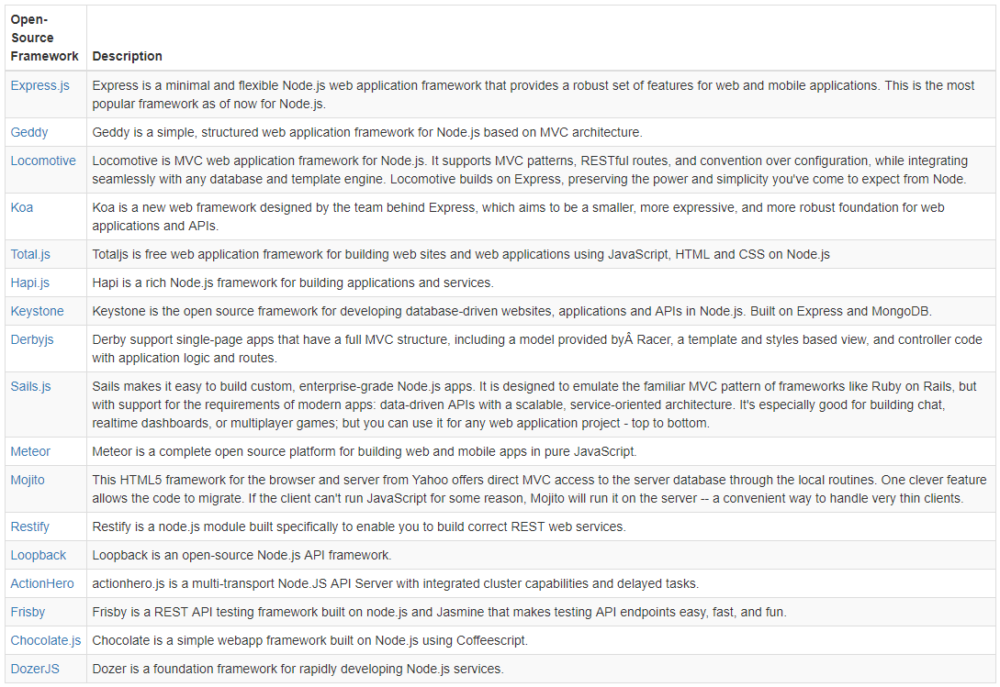 Open-
Source
Framework Description
Express.js Express is a minimal and flexible Node.js web application framework that provides a robust set of features for web and mobile applications. This is the most
popular framework as of now for Node.js.
Geddy Geddy is a simple, structured web application framework for Node.js based on MVC architecture.
Locomotive Locomotive is MVC web application framework for Node.js. It supports MVC patterns, RESTful routes, and convention over configuration, while integrating
seamlessly with any database and template engine. Locomotive builds on Express, preserving the power and simplicity you've come to expect from Node.
Koa Koa is a new web framework designed by the team behind Express, which aims to be a smaller, more expressive, and more robust foundation for web
applications and APIs.
Total.js Totaljs is free web application framework for building web sites and web applications using JavaScript, HTML and CSS on Node.js
Hapi.js Hapi is a rich Node.js framework for building applications and services.
Keystone Keystone is the open source framework for developing database-driven websites, applications and APIs in Node.js. Built on Express and MongoDB.
Derbyjs Derby support single-page apps that have a full MVC structure, including a model provided byÂ Racer, a template and styles based view, and controller code
with application logic and routes.
Sails.js Sails makes it easy to build custom, enterprise-grade Node.js apps. It is designed to emulate the familiar MVC pattern of frameworks like Ruby on Rails, but
with support for the requirements of modern apps: data-driven APIs with a scalable, service-oriented architecture. It's especially good for building chat,
realtime dashboards, or multiplayer games; but you can use it for any web application project - top to bottom.
Meteor Meteor is a complete open source platform for building web and mobile apps in pure JavaScript.
Mojito This HTML5 framework for the browser and server from Yahoo offers direct MVC access to the server database through the local routines. One clever feature
allows the code to migrate. If the client can't run JavaScript for some reason, Mojito will run it on the server -- a convenient way to handle very thin clients.
Restify Restify is a node.js module built specifically to enable you to build correct REST web services.
Loopback Loopback is an open-source Node.js API framework.
ActionHero actionhero.js is a multi-transport Node.JS API Server with integrated cluster capabilities and delayed tasks.
Frisby Frisby is a REST API testing framework built on node.js and Jasmine that makes testing API endpoints easy, fast, and fun.
Chocolate.js Chocolate is a simple webapp framework built on Node.js using Coffeescript.
DozerJS Dozer is a foundation framework for rapidly developing Node.js services.